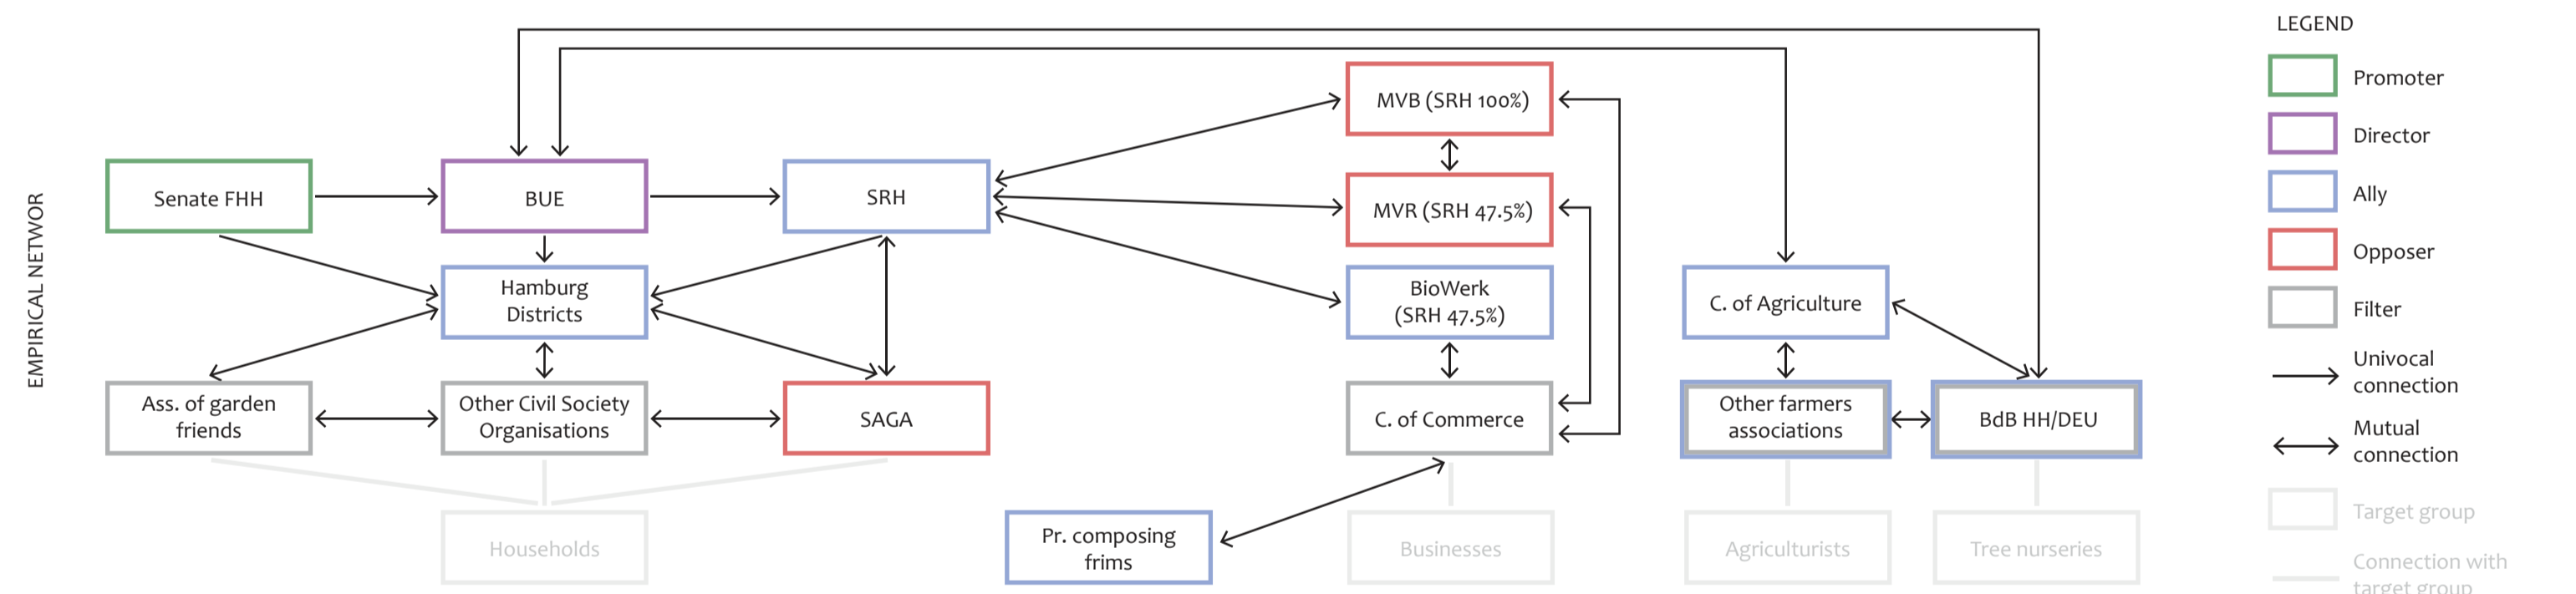 EMPIRICAL NETWOR
Senate FHH
BUE
SRH
MVB (SRH 100%)
MVR (SRH 47.5%)
Hamburg
Districts
BioWerk
(SRH 47.5%)
C. of Agriculture
Ass. of garden
friends
Other Civil Society
Organisations
SAGA
C. of Commerce
Other farmers
associations
BdB HH/DEU
Households
Pr. composing
frims
Businesses
Agriculturists
Tree nurseries
LEGEND
Promoter
Director
Ally
Opposer
Filter
Univocal
connection
Mutual
connection
Target group
Connection with
target group